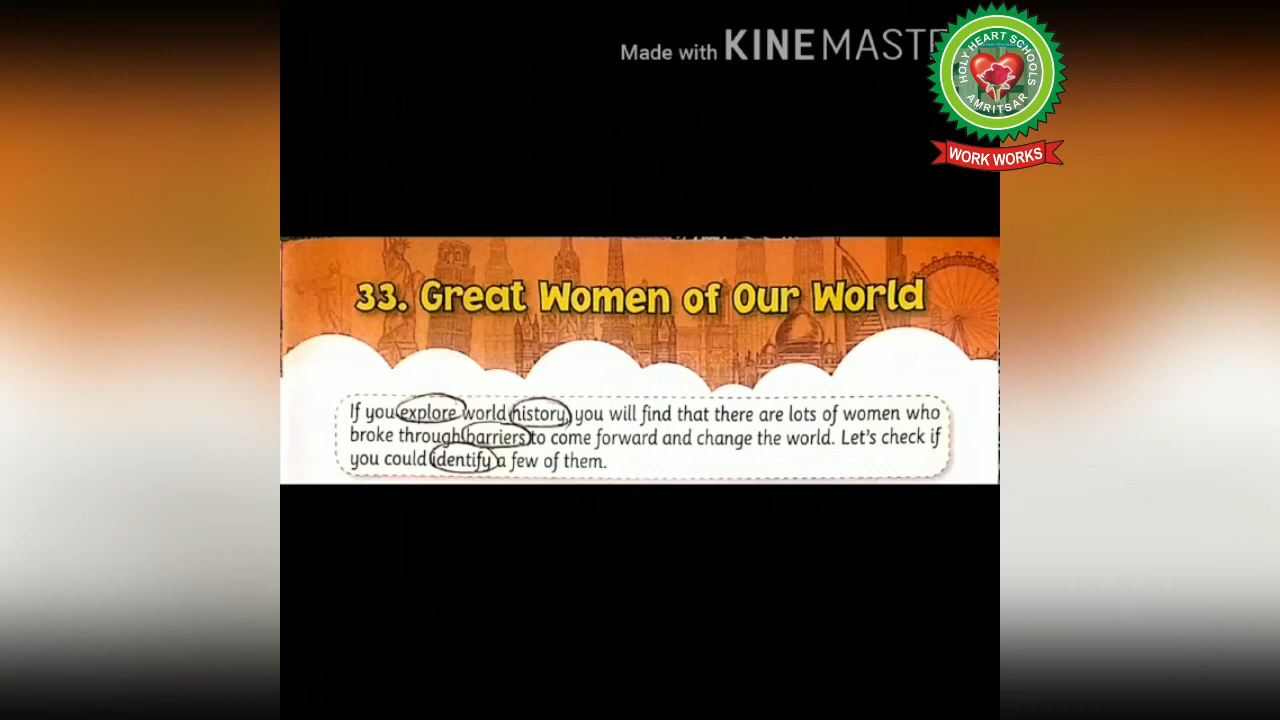 Made with KINEMASTE
HOLY HEART SCHOOLS
AMRITSAR
WORK WORKS
33. Great Women of Our World
If you explore world history, you will find that there are lots of women who
broke through barriers to come forward and change the world. Let's check if
you could identify a few of them.